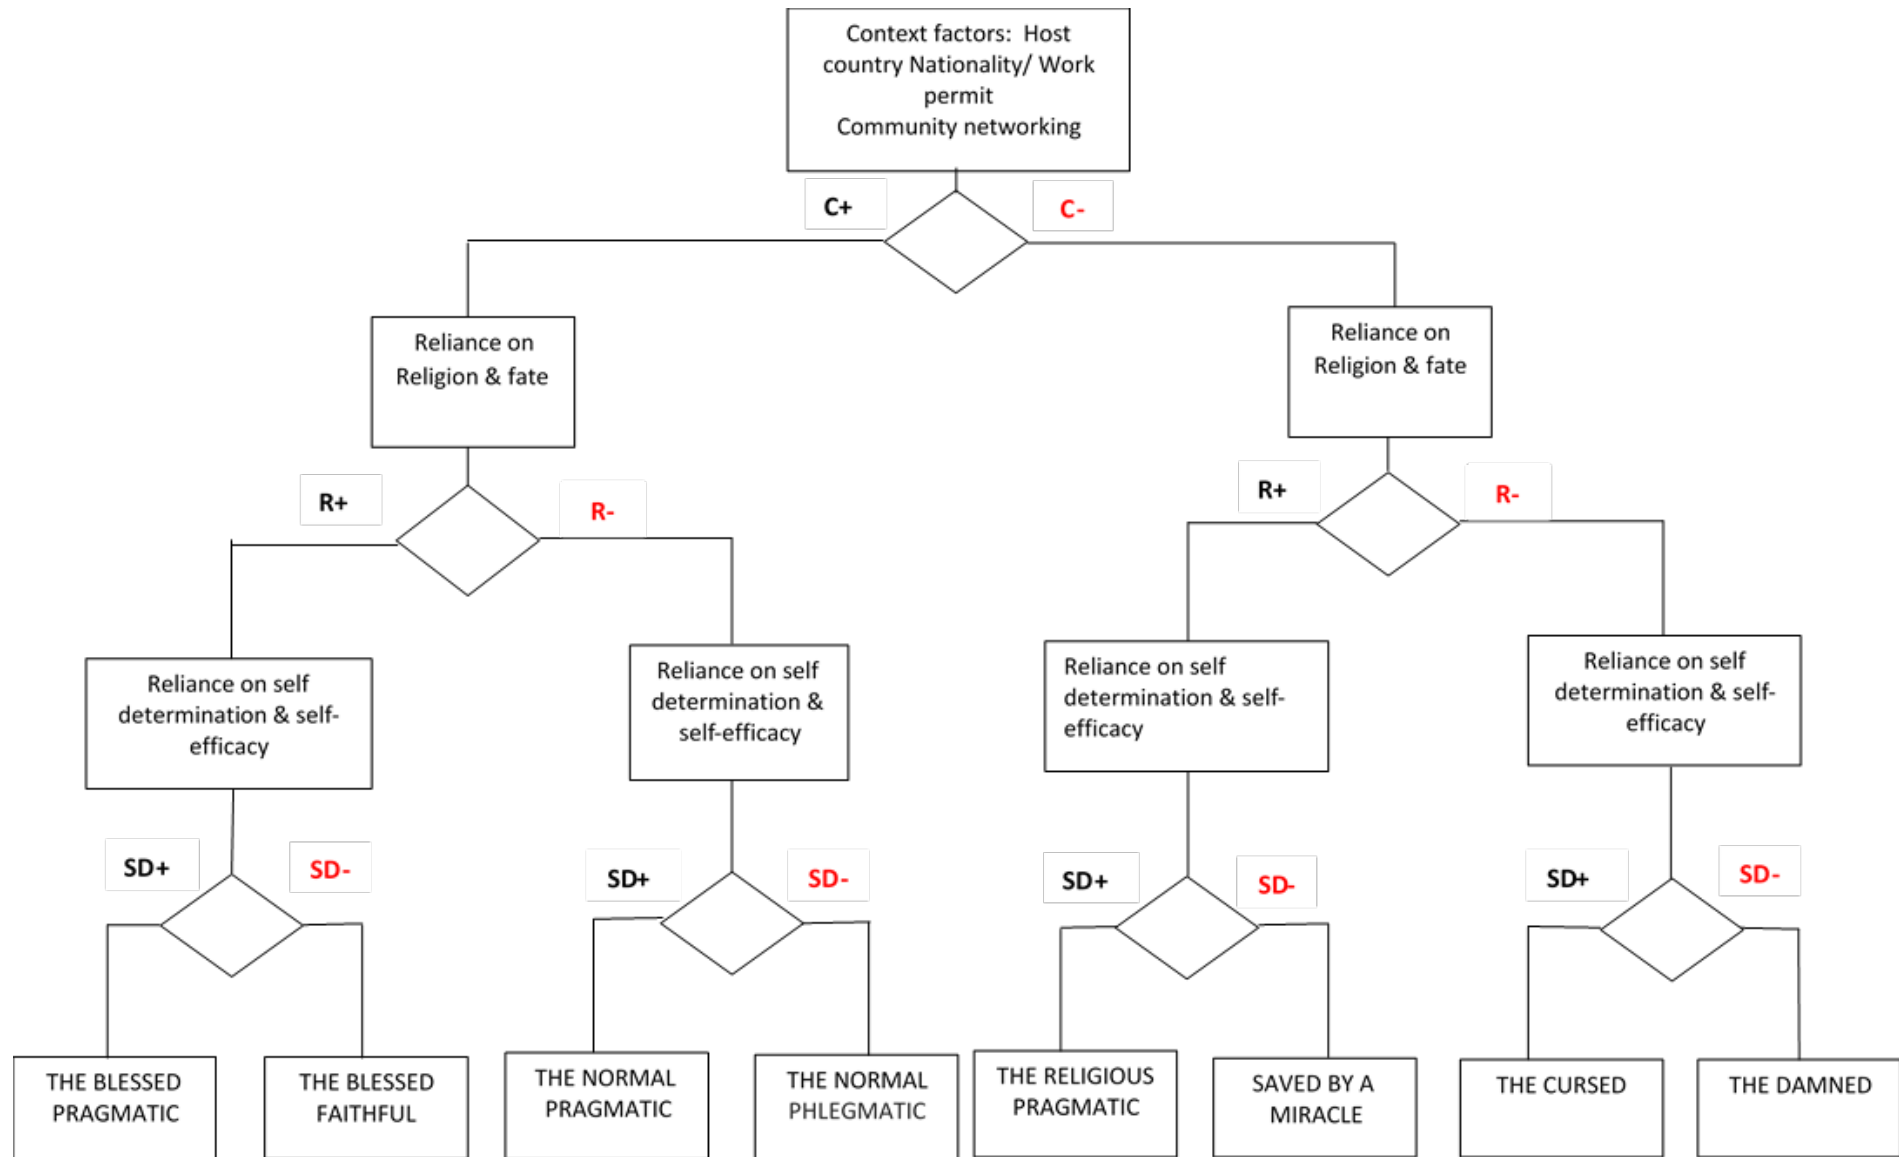 Context factors:  Host
country Nationality/ Work
permit
Community networking
C+
C-
Reliance on
Religion & fate
Reliance on
Religion & fate
R+
R-
R+
R-
Reliance on self
determination & self-
efficacy
Reliance on self
determination &
self-efficacy
Reliance on self
determination & self-
efficacy
Reliance on self
determination & self-
efficacy
SD+
SD-
SD+
SD-
SD+
SD-
SD+
SD-
THE BLESSED
PRAGMATIC
THE BLESSED
FAITHFUL
THE NORMAL
PRAGMATIC
THE NORMAL
PHLEGMATIC
THE RELIGIOUS
PRAGMATIC
SAVED BY A
MIRACLE
THE CURSED
THE DAMNED